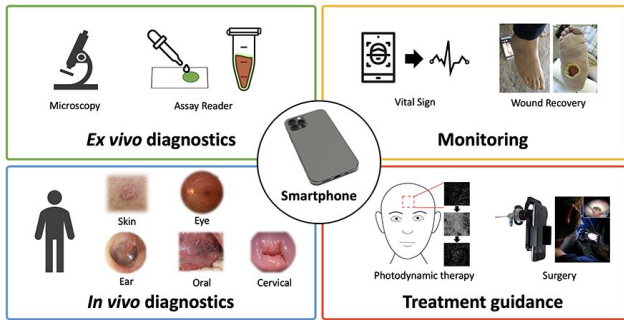 Microscopy
Assay Reader
Ex vivo diagnostics
Vital Sign
Wound Recovery
Monitoring
Smartphone
Skin
Eye
Ear
Oral
Cervical
In vivo diagnostics
Photodynamic therapy
Surgery
Treatment guidance